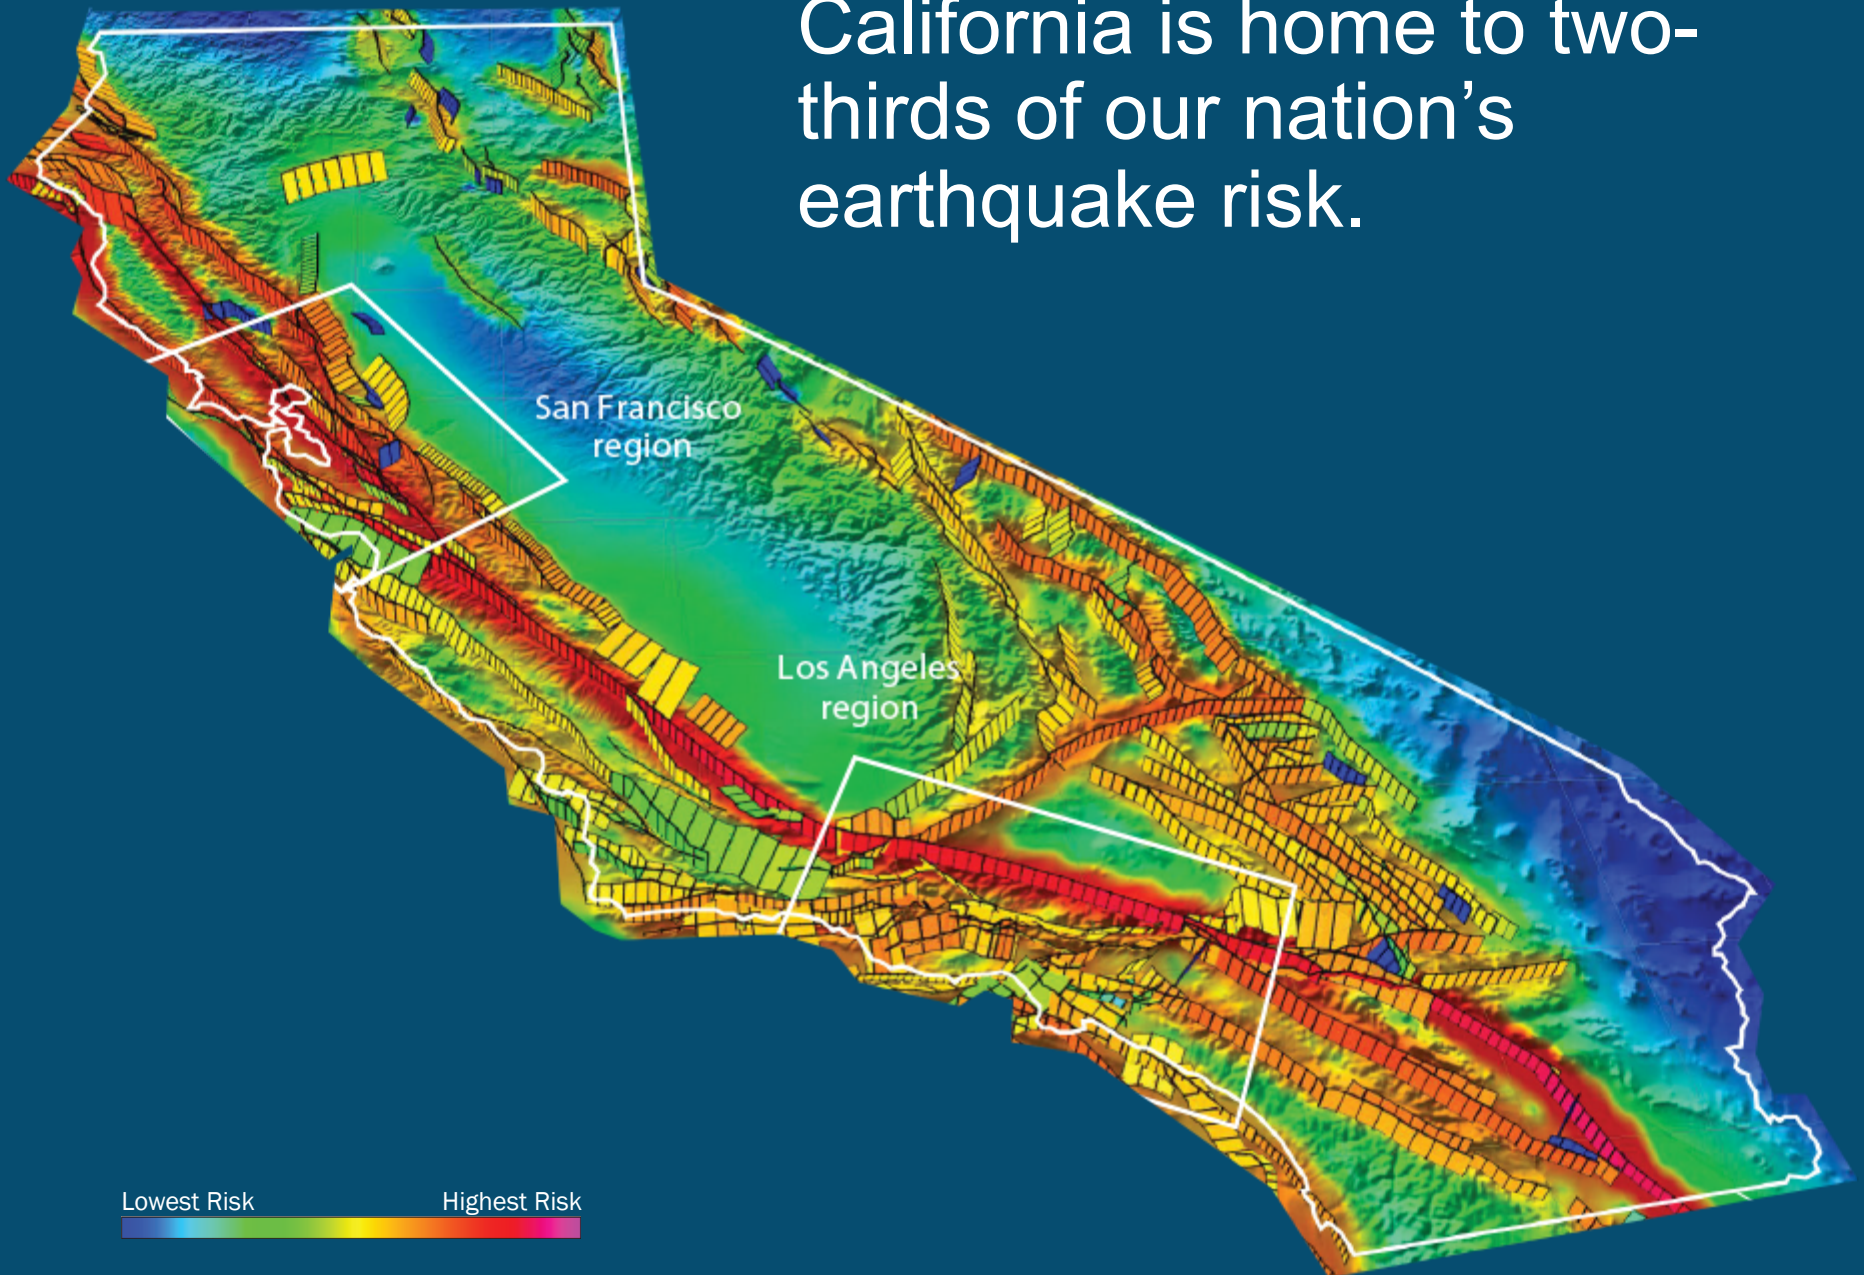 California is home to two-
thirds of our nation’s
earthquake risk.
San Francisco
region
Los Angeles
region
Lowest Risk
Highest Risk